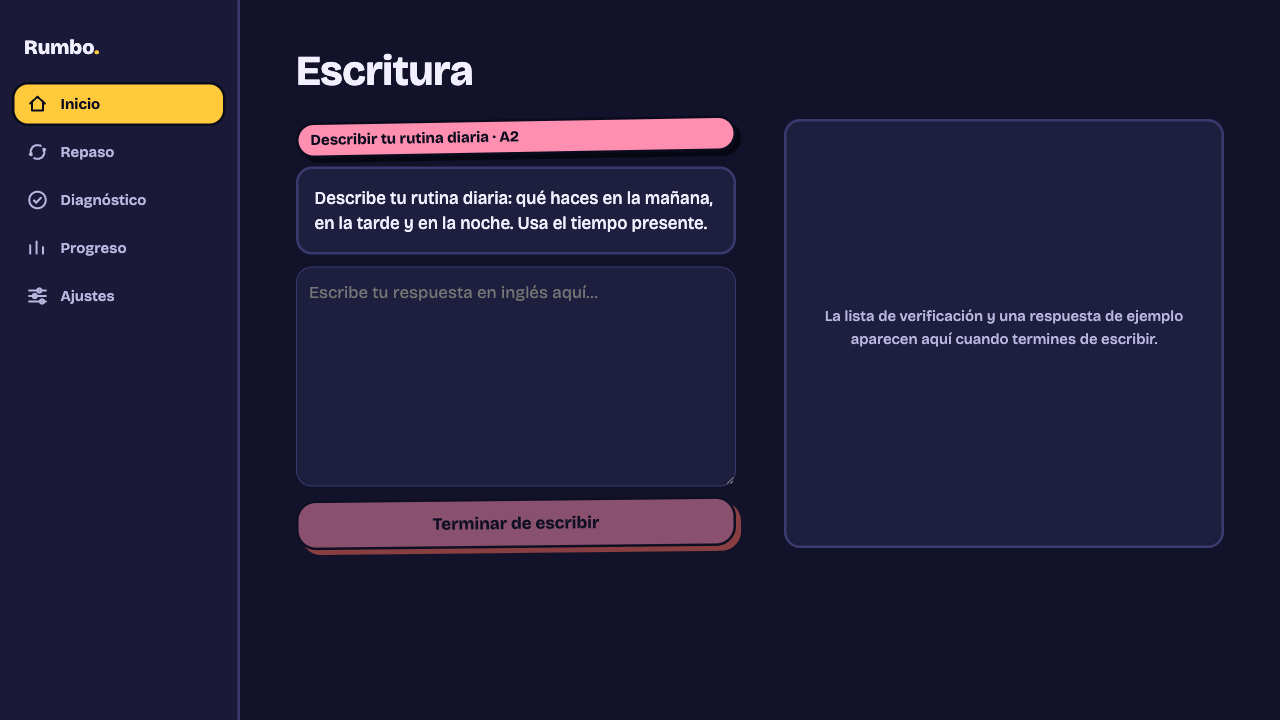 Rumbo.
Inicio
Repaso
Diagnóstico
Progreso
Ajustes
Escritura
Describir tu rutina diaria · A2
Describe tu rutina diaria: qué haces en la mañana,
en la tarde y en la noche. Usa el tiempo presente.
Escribe tu respuesta en inglés aquí...
Terminar de escribir
La lista de verificación y una respuesta de ejemplo
aparecen aquí cuando termines de escribir.